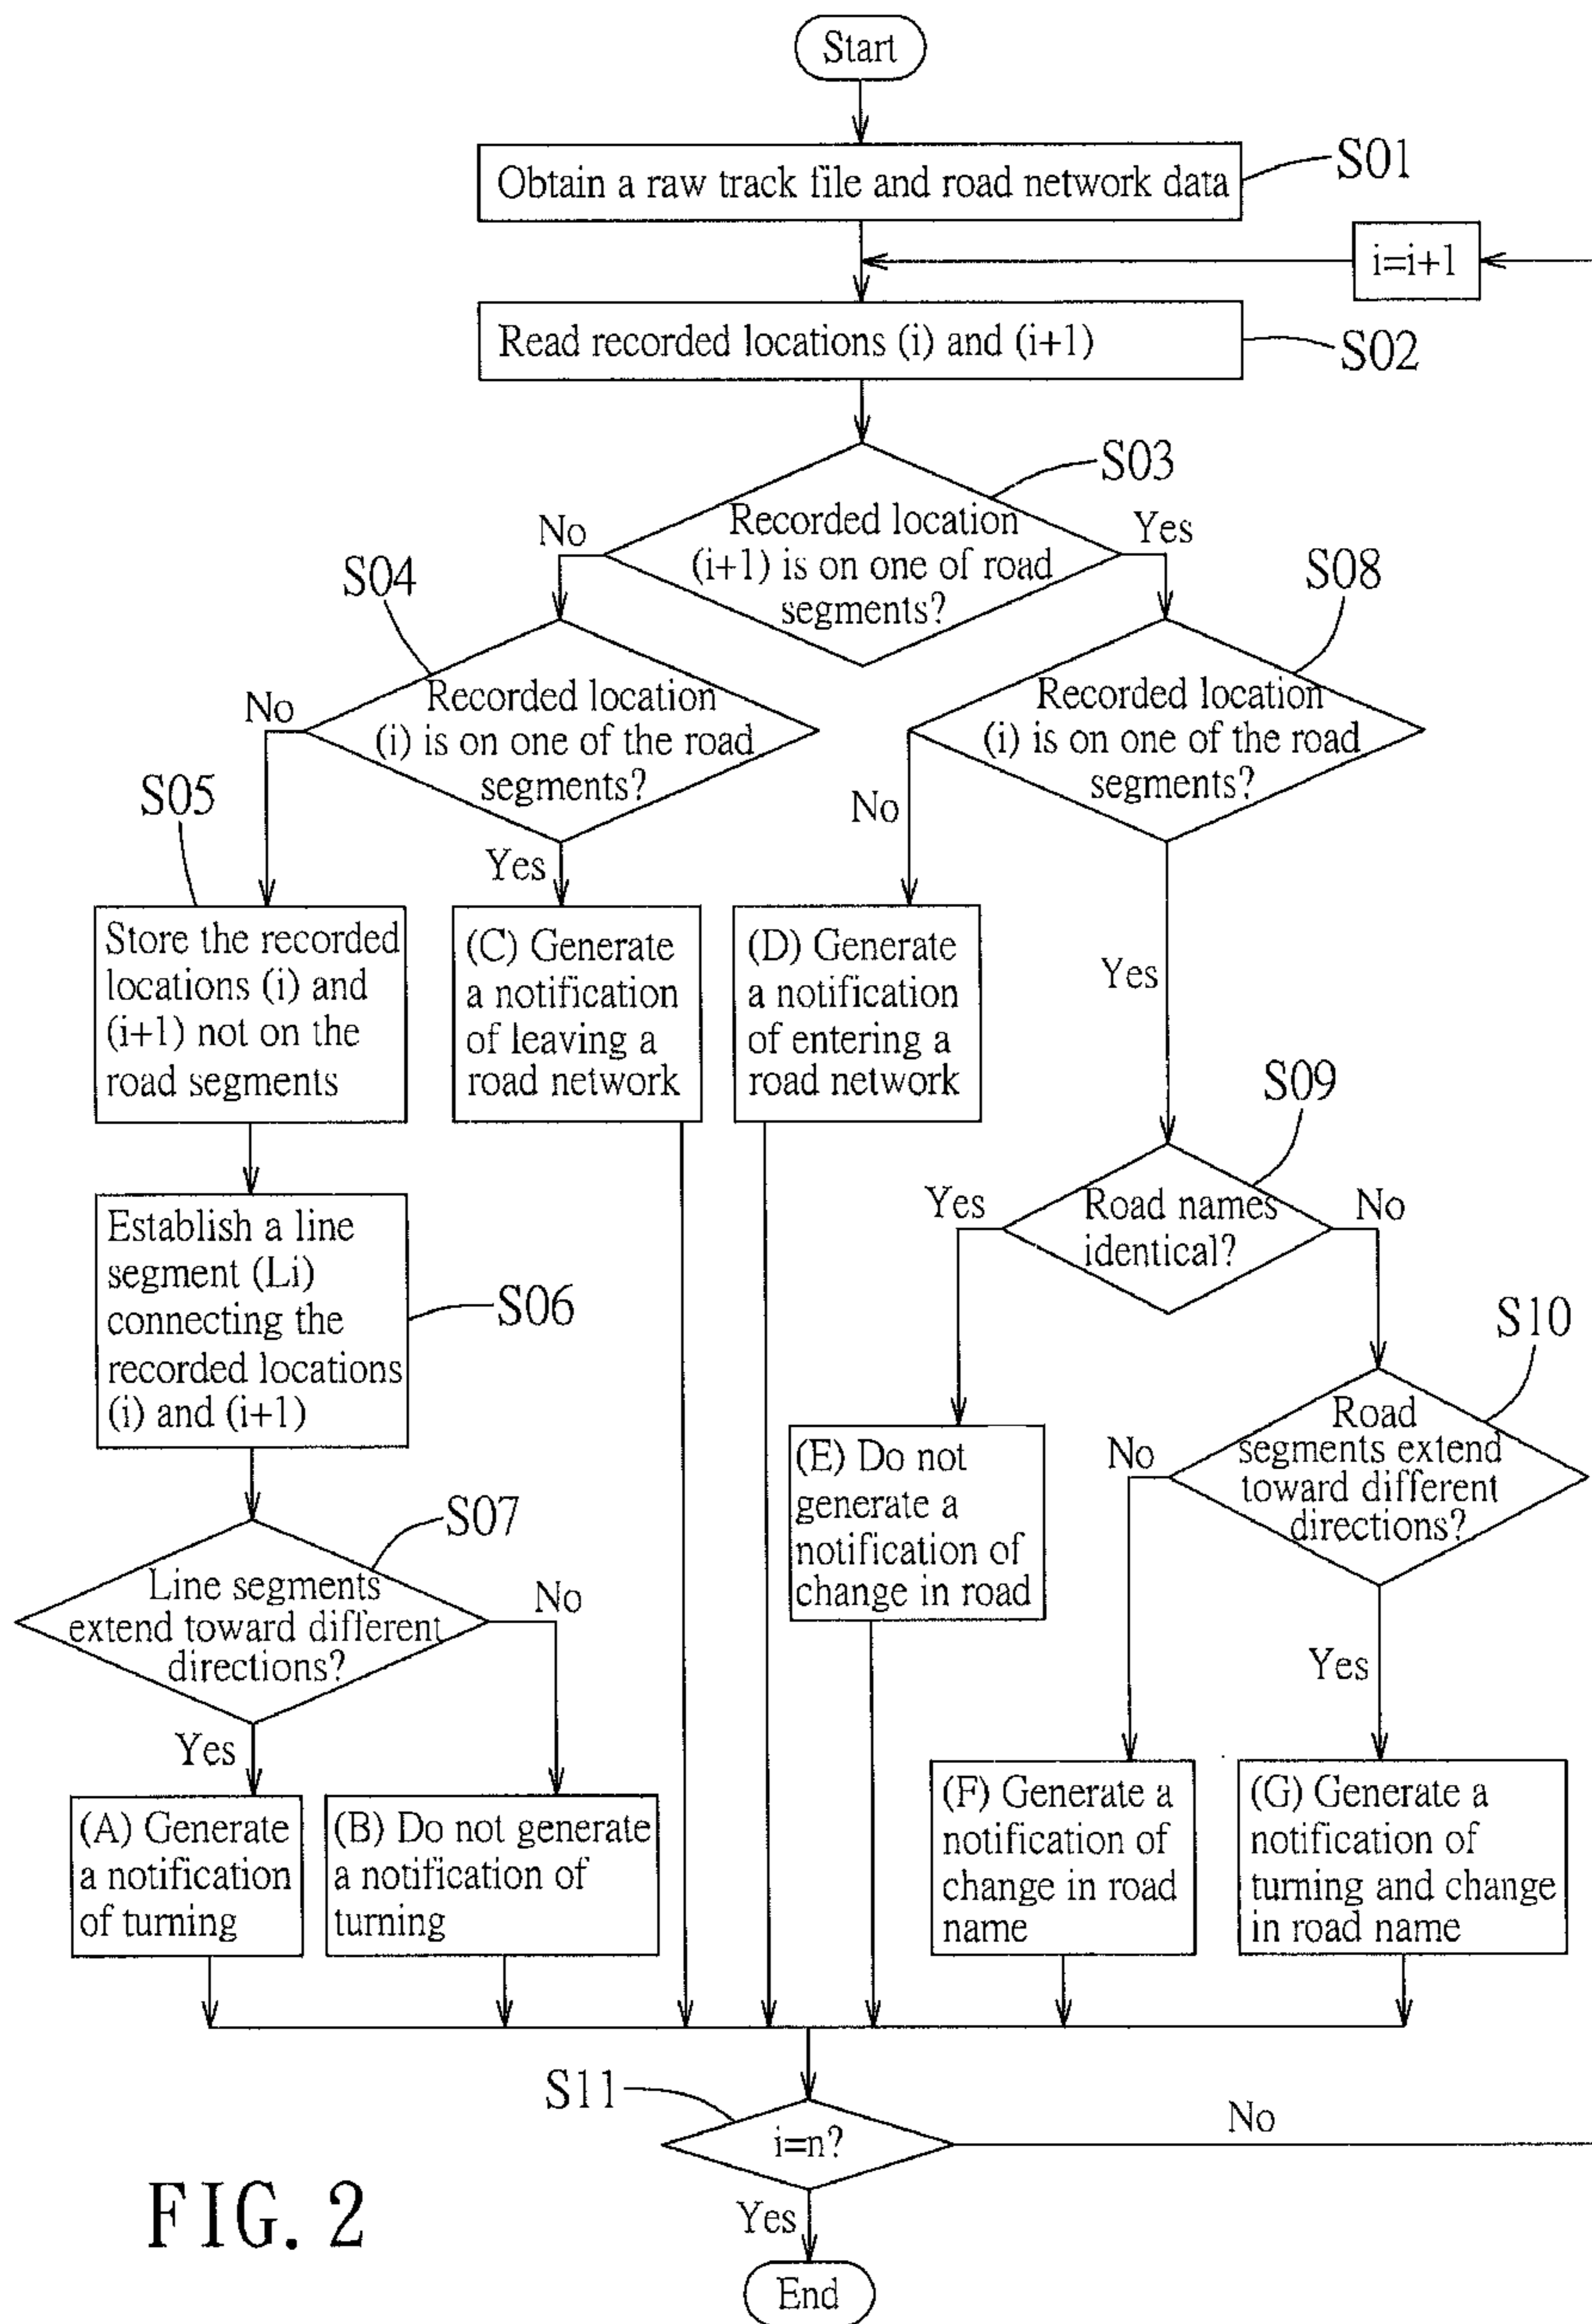 Start
Obtain a raw track file and road network data
S01
i=i+1
Read recorded locations (i) and (i+1)
S02
S03
Recorded location
(i+1) is on one of road
segments?
No
Yes
S04
Recorded location
(i) is on one of the road
segments?
No
Yes
S08
Recorded location
(i) is on one of the road
segments?
No
Yes
S05
Store the recorded
locations (i) and
(i+1) not on the
road segments
(C) Generate
a notification
of leaving a
road network
(D) Generate
a notification
of entering a
road network
S09
Road names
identical?
Yes
No
Establish a line
segment (Li)
connecting the
recorded locations
(i) and (i+1)
S06
S10
Road
segments extend
toward different
directions?
No
Yes
(E) Do not
generate a
notification of
change in road
S07
Line segments
extend toward different
directions?
No
Yes
(A) Generate
a notification
of turning
(B) Do not generate
a notification of
turning
(F) Generate a
notification of
change in road
name
(G) Generate a
notification of
turning and change
in road name
S11
i=n?
No
Yes
End
FIG. 2